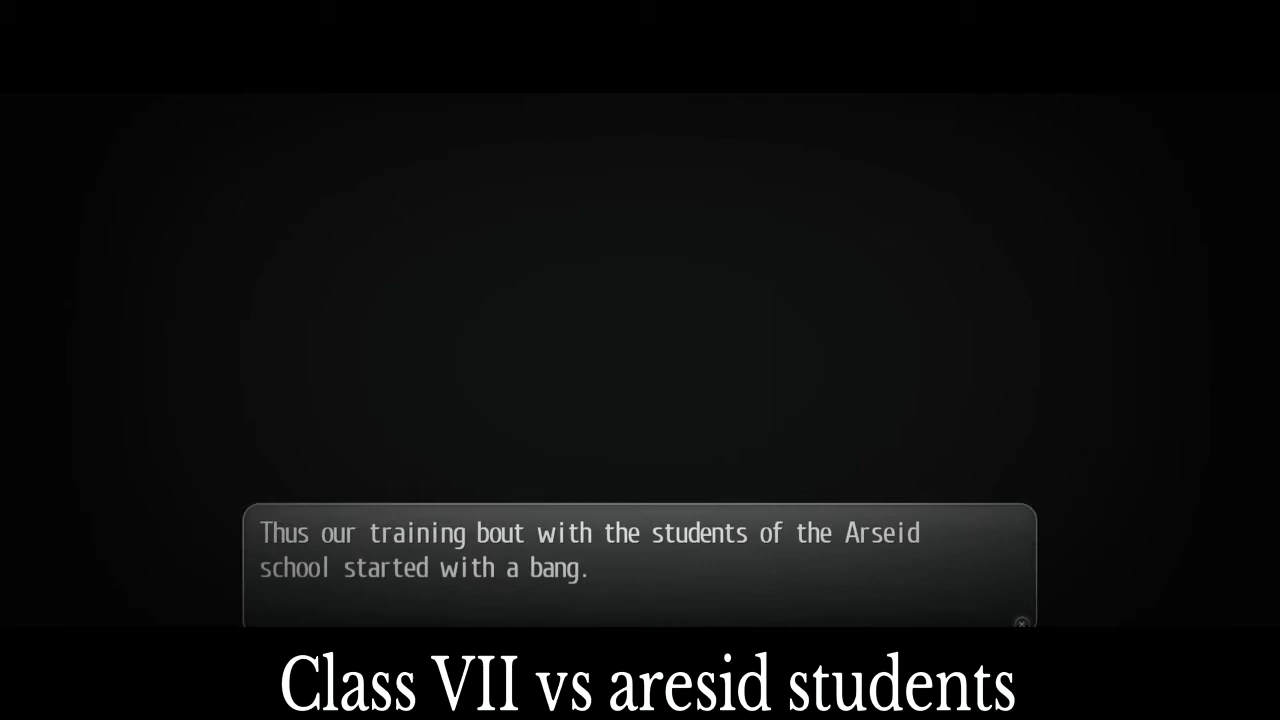 Thus our training bout with the students of the Arseid
school started with a bang.
Class VII vs aresid students